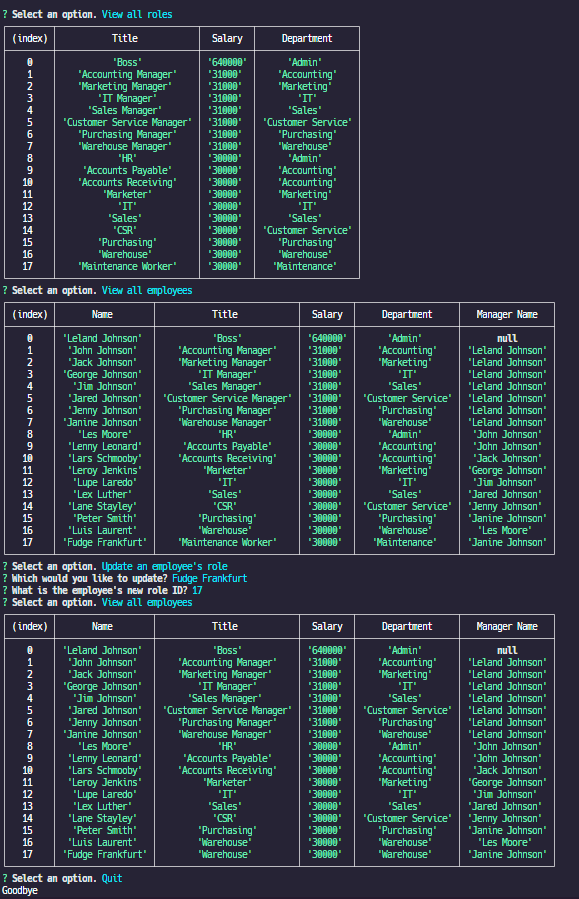 ? Select an option. View all roles
(index) Title Salary Department
0 'Boss' '640000' 'Admin'
1 'Accounting Manager' '31000' 'Accounting'
2 'Marketing Manager' '31000' 'Marketing'
3 'IT Manager' '31000' 'IT'
4 'Sales Manager' '31000' 'Sales'
5 'Customer Service Manager' '31000' 'Customer Service'
6 'Purchasing Manager' '31000' 'Purchasing'
7 'Warehouse Manager' '31000' 'Warehouse'
8 'HR' '30000' 'Admin'
9 'Accounts Payable' '30000' 'Accounting'
10 'Accounts Receiving' '30000' 'Accounting'
11 'Marketer' '30000' 'Marketing'
12 'IT' '30000' 'IT'
13 'Sales' '30000' 'Sales'
14 'CSR' '30000' 'Customer Service'
15 'Purchasing' '30000' 'Purchasing'
16 'Warehouse' '30000' 'Warehouse'
17 'Maintenance Worker' '30000' 'Maintenance'
? Select an option. View all employees
(index) Name Title Salary Department Manager Name
0 'Leland Johnson' 'Boss' '640000' 'Admin' null
1 'John Johnson' 'Accounting Manager' '31000' 'Accounting' 'Leland Johnson'
2 'Jack Johnson' 'Marketing Manager' '31000' 'Marketing' 'Leland Johnson'
3 'George Johnson' 'IT Manager' '31000' 'IT' 'Leland Johnson'
4 'Jim Johnson' 'Sales Manager' '31000' 'Sales' 'Leland Johnson'
5 'Jared Johnson' 'Customer Service Manager' '31000' 'Customer Service' 'Leland Johnson'
6 'Jenny Johnson' 'Purchasing Manager' '31000' 'Purchasing' 'Leland Johnson'
7 'Janine Johnson' 'Warehouse Manager' '31000' 'Warehouse' 'Leland Johnson'
8 'Les Moore' 'HR' '30000' 'Admin' 'John Johnson'
9 'Lenny Leonard' 'Accounts Payable' '30000' 'Accounting' 'John Johnson'
10 'Lars Schmooby' 'Accounts Receiving' '30000' 'Accounting' 'Jack Johnson'
11 'Leroy Jenkins' 'Marketer' '30000' 'Marketing' 'George Johnson'
12 'Lupe Laredo' 'IT' '30000' 'IT' 'Jim Johnson'
13 'Lex Luther' 'Sales' '30000' 'Sales' 'Jared Johnson'
14 'Lane Stayley' 'CSR' '30000' 'Customer Service' 'Jenny Johnson'
15 'Peter Smith' 'Purchasing' '30000' 'Purchasing' 'Janine Johnson'
16 'Luis Laurent' 'Warehouse' '30000' 'Warehouse' 'Les Moore'
17 'Fudge Frankfurt' 'Maintenance Worker' '30000' 'Maintenance' 'Janine Johnson'
? Select an option. Update an employee's role
? Which would you like to update? Fudge Frankfurt
? What is the employee's new role ID? 17
? Select an option. View all employees
(index) Name Title Salary Department Manager Name
0 'Leland Johnson' 'Boss' '640000' 'Admin' null
1 'John Johnson' 'Accounting Manager' '31000' 'Accounting' 'Leland Johnson'
2 'Jack Johnson' 'Marketing Manager' '31000' 'Marketing' 'Leland Johnson'
3 'George Johnson' 'IT Manager' '31000' 'IT' 'Leland Johnson'
4 'Jim Johnson' 'Sales Manager' '31000' 'Sales' 'Leland Johnson'
5 'Jared Johnson' 'Customer Service Manager' '31000' 'Customer Service' 'Leland Johnson'
6 'Jenny Johnson' 'Purchasing Manager' '31000' 'Purchasing' 'Leland Johnson'
7 'Janine Johnson' 'Warehouse Manager' '31000' 'Warehouse' 'Leland Johnson'
8 'Les Moore' 'HR' '30000' 'Admin' 'John Johnson'
9 'Lenny Leonard' 'Accounts Payable' '30000' 'Accounting' 'John Johnson'
10 'Lars Schmooby' 'Accounts Receiving' '30000' 'Accounting' 'Jack Johnson'
11 'Leroy Jenkins' 'Marketer' '30000' 'Marketing' 'George Johnson'
12 'Lupe Laredo' 'IT' '30000' 'IT' 'Jim Johnson'
13 'Lex Luther' 'Sales' '30000' 'Sales' 'Jared Johnson'
14 'Lane Stayley' 'CSR' '30000' 'Customer Service' 'Jenny Johnson'
15 'Peter Smith' 'Purchasing' '30000' 'Purchasing' 'Janine Johnson'
16 'Luis Laurent' 'Warehouse' '30000' 'Warehouse' 'Les Moore'
17 'Fudge Frankfurt' 'Warehouse' '30000' 'Warehouse' 'Janine Johnson'
? Select an option. Quit
Goodbye